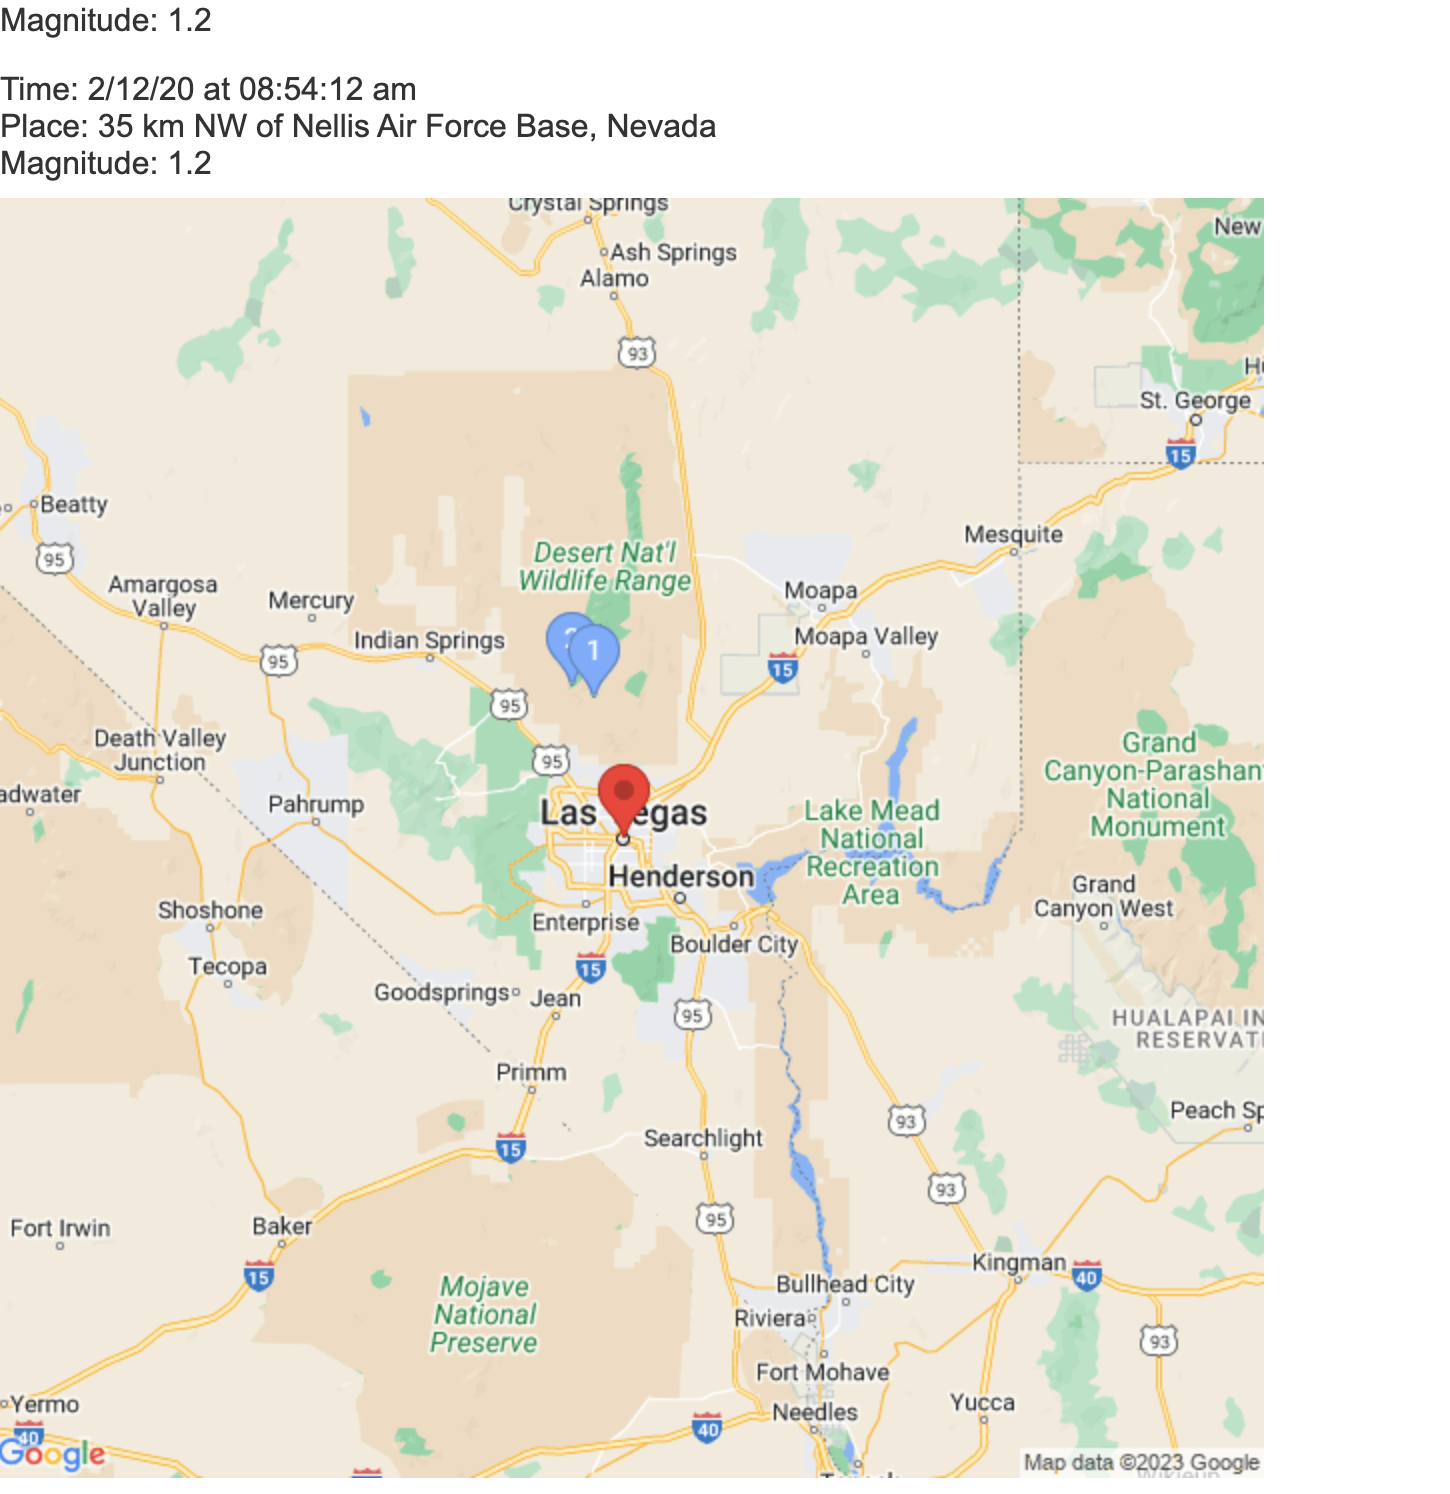 Magnitude: 1.2
Time: 2/12/20 at 08:54:12 am
Place: 35 km NW of Nellis Air Force Base, Nevada
Magnitude: 1.2
Crystal Springs
New
Ash Springs
Alamo
93
St. George
15
Beatty
95
Mesquite
Desert Nat'l
Wildlife Range
Amargosa
Valley
Mercury
Moapa
Indian Springs
Moapa Valley
2
1
95
15
95
Death Valley
Junction
95
Grand
Canyon-Parashan
National
Monument
adwater
Pahrump
Las Vegas
Lake Mead
National
Recreation
Area
Henderson
Grand
Canyon West
Shoshone
Enterprise
Boulder City
Tecopa
15
Goodsprings
Jean
95
HUALAPAI IN
RESERVATI
Primm
Peach Sp
93
15
Searchlight
93
95
Fort Irwin
Baker
Kingman
15
40
Bullhead City
Mojave
National
Preserve
Riviera
93
Fort Mohave
Yermo
Yucca
Needles
40
40
Google
Map data ©2023 Google